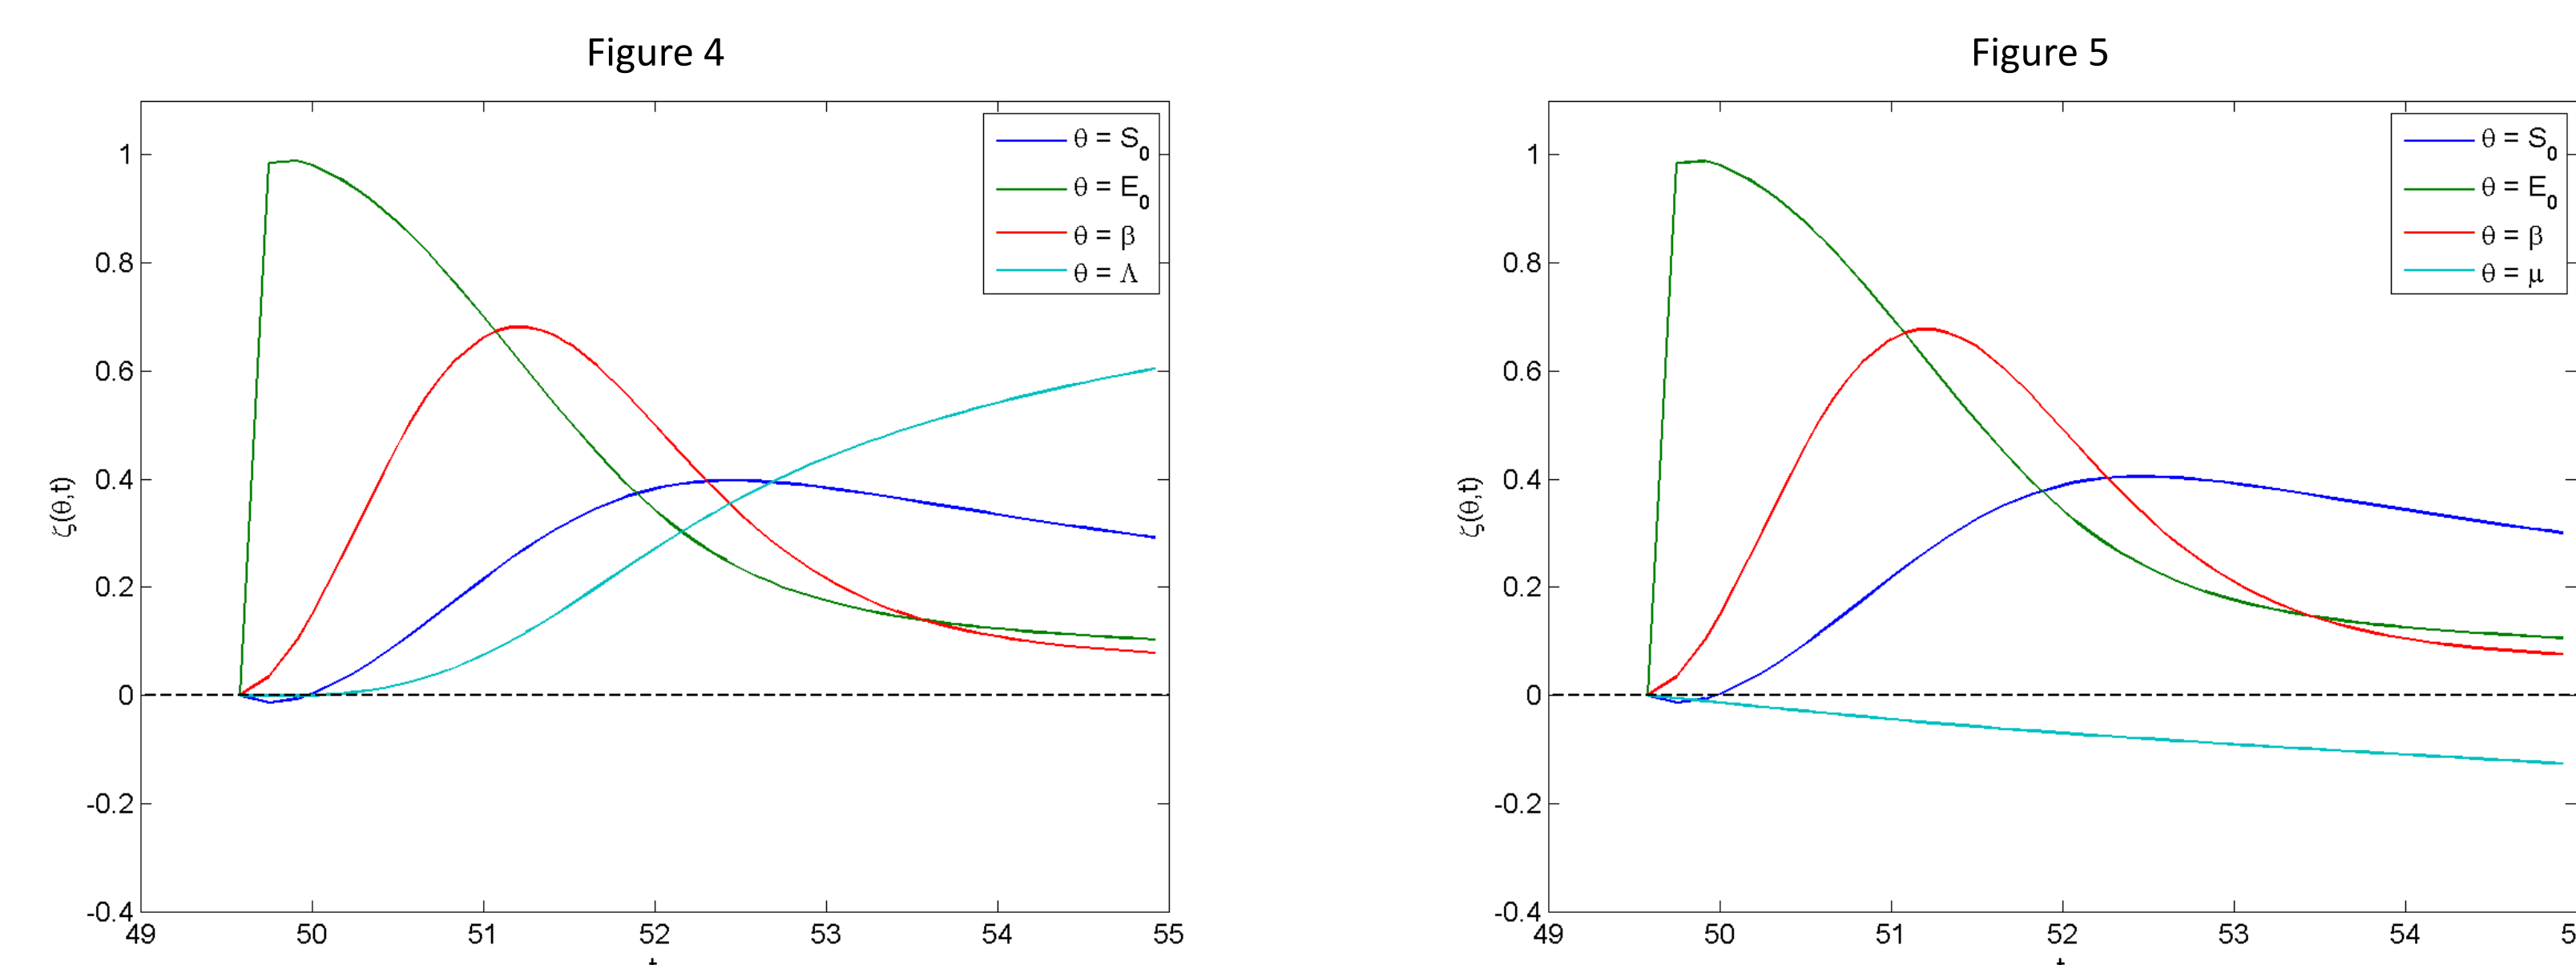 Figure 4
θ = S0
θ = E0
θ = β
θ = Λ
1
0.8
0.6
0.4
0.2
0
-0.2
-0.4
ζ(θ,t)
49 50 51 52 53 54 55
Figure 5
θ = S0
θ = E0
θ = β
θ = μ
1
0.8
0.6
0.4
0.2
0
-0.2
-0.4
ζ(θ,t)
49 50 51 52 53 54